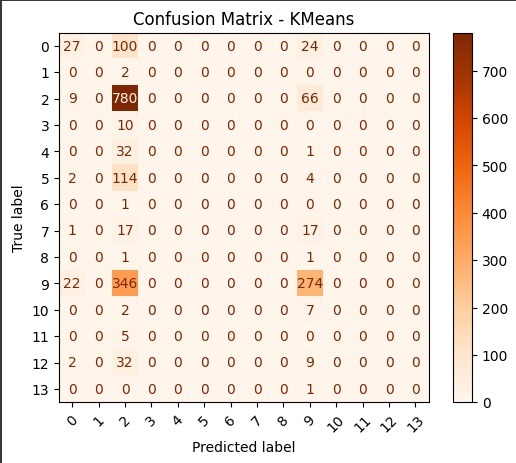 Confusion Matrix - KMeans
0 27 0 100 0 0 0 0 0 0 24 0 0 0 0
1 0 0 2 0 0 0 0 0 0 0 0 0 0 0
2 9 0 780 0 0 0 0 0 0 66 0 0 0 0
3 0 0 10 0 0 0 0 0 0 0 0 0 0 0
4 0 0 32 0 0 0 0 0 0 1 0 0 0 0
5 2 0 114 0 0 0 0 0 0 4 0 0 0 0
6 0 0 1 0 0 0 0 0 0 0 0 0 0 0
7 1 0 17 0 0 0 0 0 0 17 0 0 0 0
8 0 0 1 0 0 0 0 0 0 1 0 0 0 0
9 22 0 346 0 0 0 0 0 0 274 0 0 0 0
10 0 0 2 0 0 0 0 0 0 7 0 0 0 0
11 0 0 5 0 0 0 0 0 0 0 0 0 0 0
12 2 0 32 0 0 0 0 0 0 9 0 0 0 0
13 0 0 0 0 0 0 0 0 0 1 0 0 0 0
0 1 2 3 4 5 6 7 8 9 10 11 12 13
Predicted label
True label
700
600
500
400
300
200
100
0